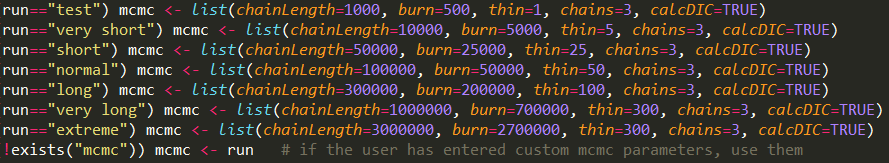 run=="test") mcmc <- list(chainLength=1000, burn=500, thin=1, chains=3, calcDIC=TRUE)
run=="very short") mcmc <- list(chainLength=10000, burn=5000, thin=5, chains=3, calcDIC=TRUE)
run=="short") mcmc <- list(chainLength=50000, burn=25000, thin=25, chains=3, calcDIC=TRUE)
run=="normal") mcmc <- list(chainLength=100000, burn=50000, thin=50, chains=3, calcDIC=TRUE)
run=="long") mcmc <- list(chainLength=300000, burn=200000, thin=100, chains=3, calcDIC=TRUE)
run=="very long") mcmc <- list(chainLength=1000000, burn=700000, thin=300, chains=3, calcDIC=TRUE)
run=="extreme") mcmc <- list(chainLength=3000000, burn=2700000, thin=300, chains=3, calcDIC=TRUE)
!exists("mcmc")) mcmc <- run   # if the user has entered custom mcmc parameters, use them